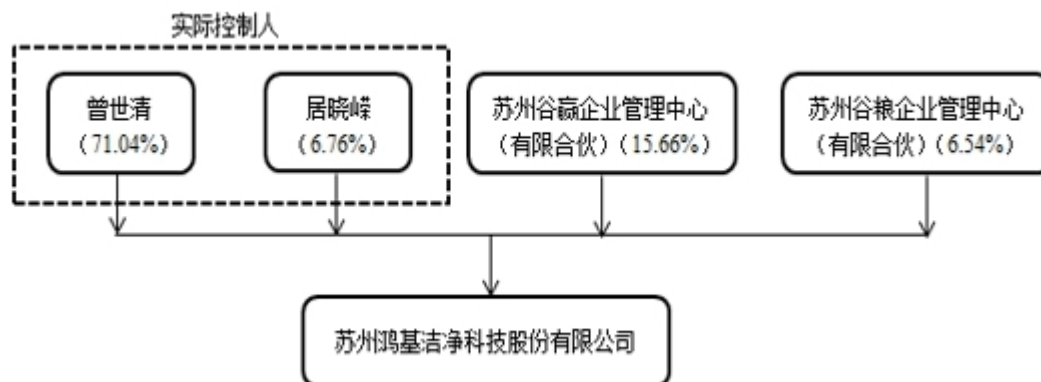 实际控制人
曾世清
（71.04%）
居晓嵘
（6.76%）
苏州谷赢企业管理中心
（有限合伙）（15.66%）
苏州谷粮企业管理中心
（有限合伙）（6.54%）
苏州鸿基洁净科技股份有限公司